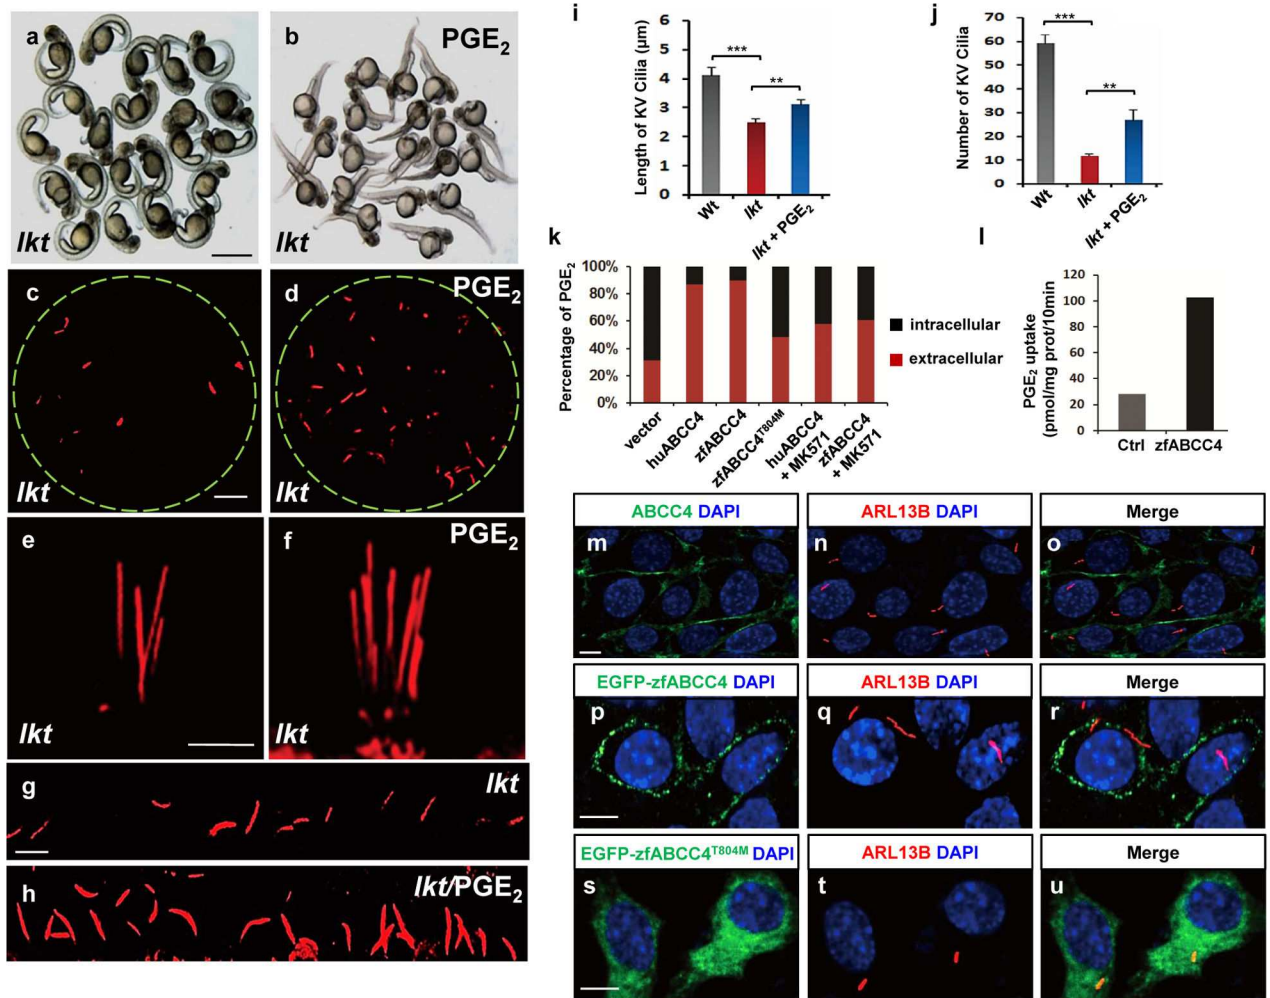 a
lkt
b
PGE₂
lkt
c
lkt
d
PGE₂
e
lkt
f
PGE₂
lkt
g
lkt
h
lkt/PGE₂
i
Length of KV Cilia (µm)
6
5
4
3
2
1
0
***
**
Wt
lkt
lkt + PGE₂
j
Number of KV Cilia
70
60
50
40
30
20
10
0
***
**
Wt
lkt
lkt + PGE₂
k
Percentage of PGE₂
100%
80%
60%
40%
20%
0%
vector
huABCC4
zfABCC4
zfABCC4ᵀ⁸⁰⁴ᴹ
huABCC4
+ MK571
zfABCC4
+ MK571
intracellular
extracellular
l
PGE₂ uptake
(pmol/mg prot/10min
120
100
80
60
40
20
0
Ctrl
zfABCC4
ABCC4 DAPI
ARL13B DAPI
Merge
m
n
o
EGFP-zfABCC4 DAPI
ARL13B DAPI
Merge
p
q
r
EGFP-zfABCC4ᵀ⁸⁰⁴ᴹ DAPI
ARL13B DAPI
Merge
s
t
u